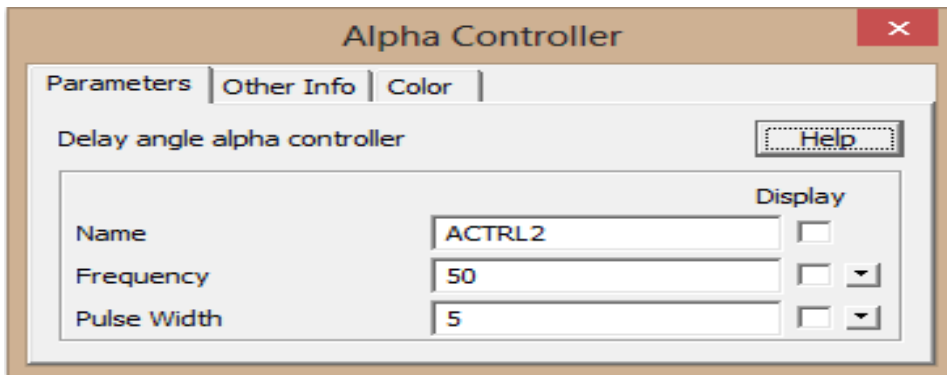 Alpha Controller
Parameters Other Info Color
Delay angle alpha controller Help
Display
Name ACTRL2
Frequency 50
Pulse Width 5